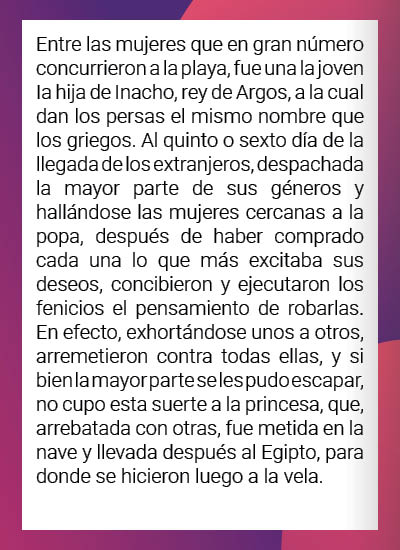 Entre las mujeres que en gran número
concurrieron a la playa, fue una la joven
Ia hija de Inacho, rey de Argos, a la cual
dan los persas el mismo nombre que
los griegos. Al quinto o sexto día de la
llegada de los extranjeros, despachada
la mayor parte de sus géneros y
hallándose las mujeres cercanas a la
popa, después de haber comprado
cada una lo que más excitaba sus
deseos, concibieron y ejecutaron los
fenicios el pensamiento de robarlas.
En efecto, exhortándose unos a otros,
arremetieron contra todas ellas, y si
bien la mayor parte se les pudo escapar,
no cupo esta suerte a la princesa, que,
arrebatada con otras, fue metida en la
nave y llevada después al Egipto, para
donde se hicieron luego a la vela.